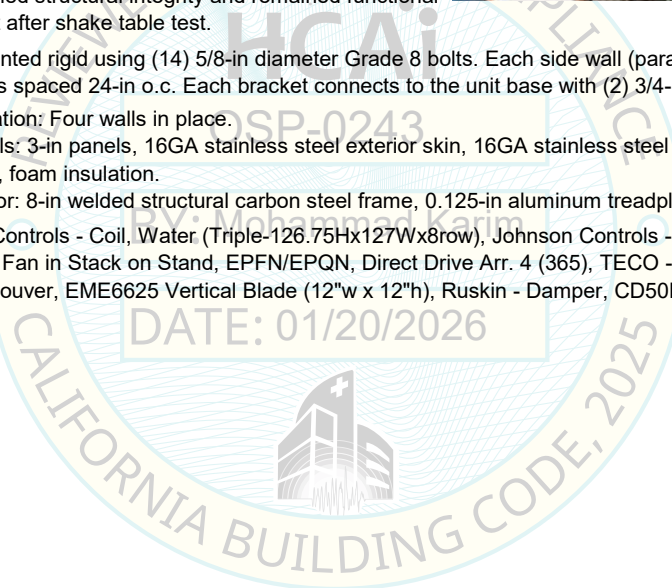 ed structural integrity and remained functional
t after shake table test.
nted rigid using (14) 5/8-in diameter Grade 8 bolts. Each side wall (para
s spaced 24-in o.c. Each bracket connects to the unit base with (2) 3/4-
ation: Four walls in place.
ls: 3-in panels, 16GA stainless steel exterior skin, 16GA stainless steel
, foam insulation.
or: 8-in welded structural carbon steel frame, 0.125-in aluminum treadpl
Controls - Coil, Water (Triple-126.75Hx127Wx8row), Johnson Controls -
Fan in Stack on Stand, EPFN/EPQN, Direct Drive Arr. 4 (365), TECO -
ouver, EME6625 Vertical Blade (12"w x 12"h), Ruskin - Damper, CD50
HCAi
OSP-0243
BY: Mohammad Karim
DATE: 01/20/2026
CALIFORNIA BUILDING CODE, 2025